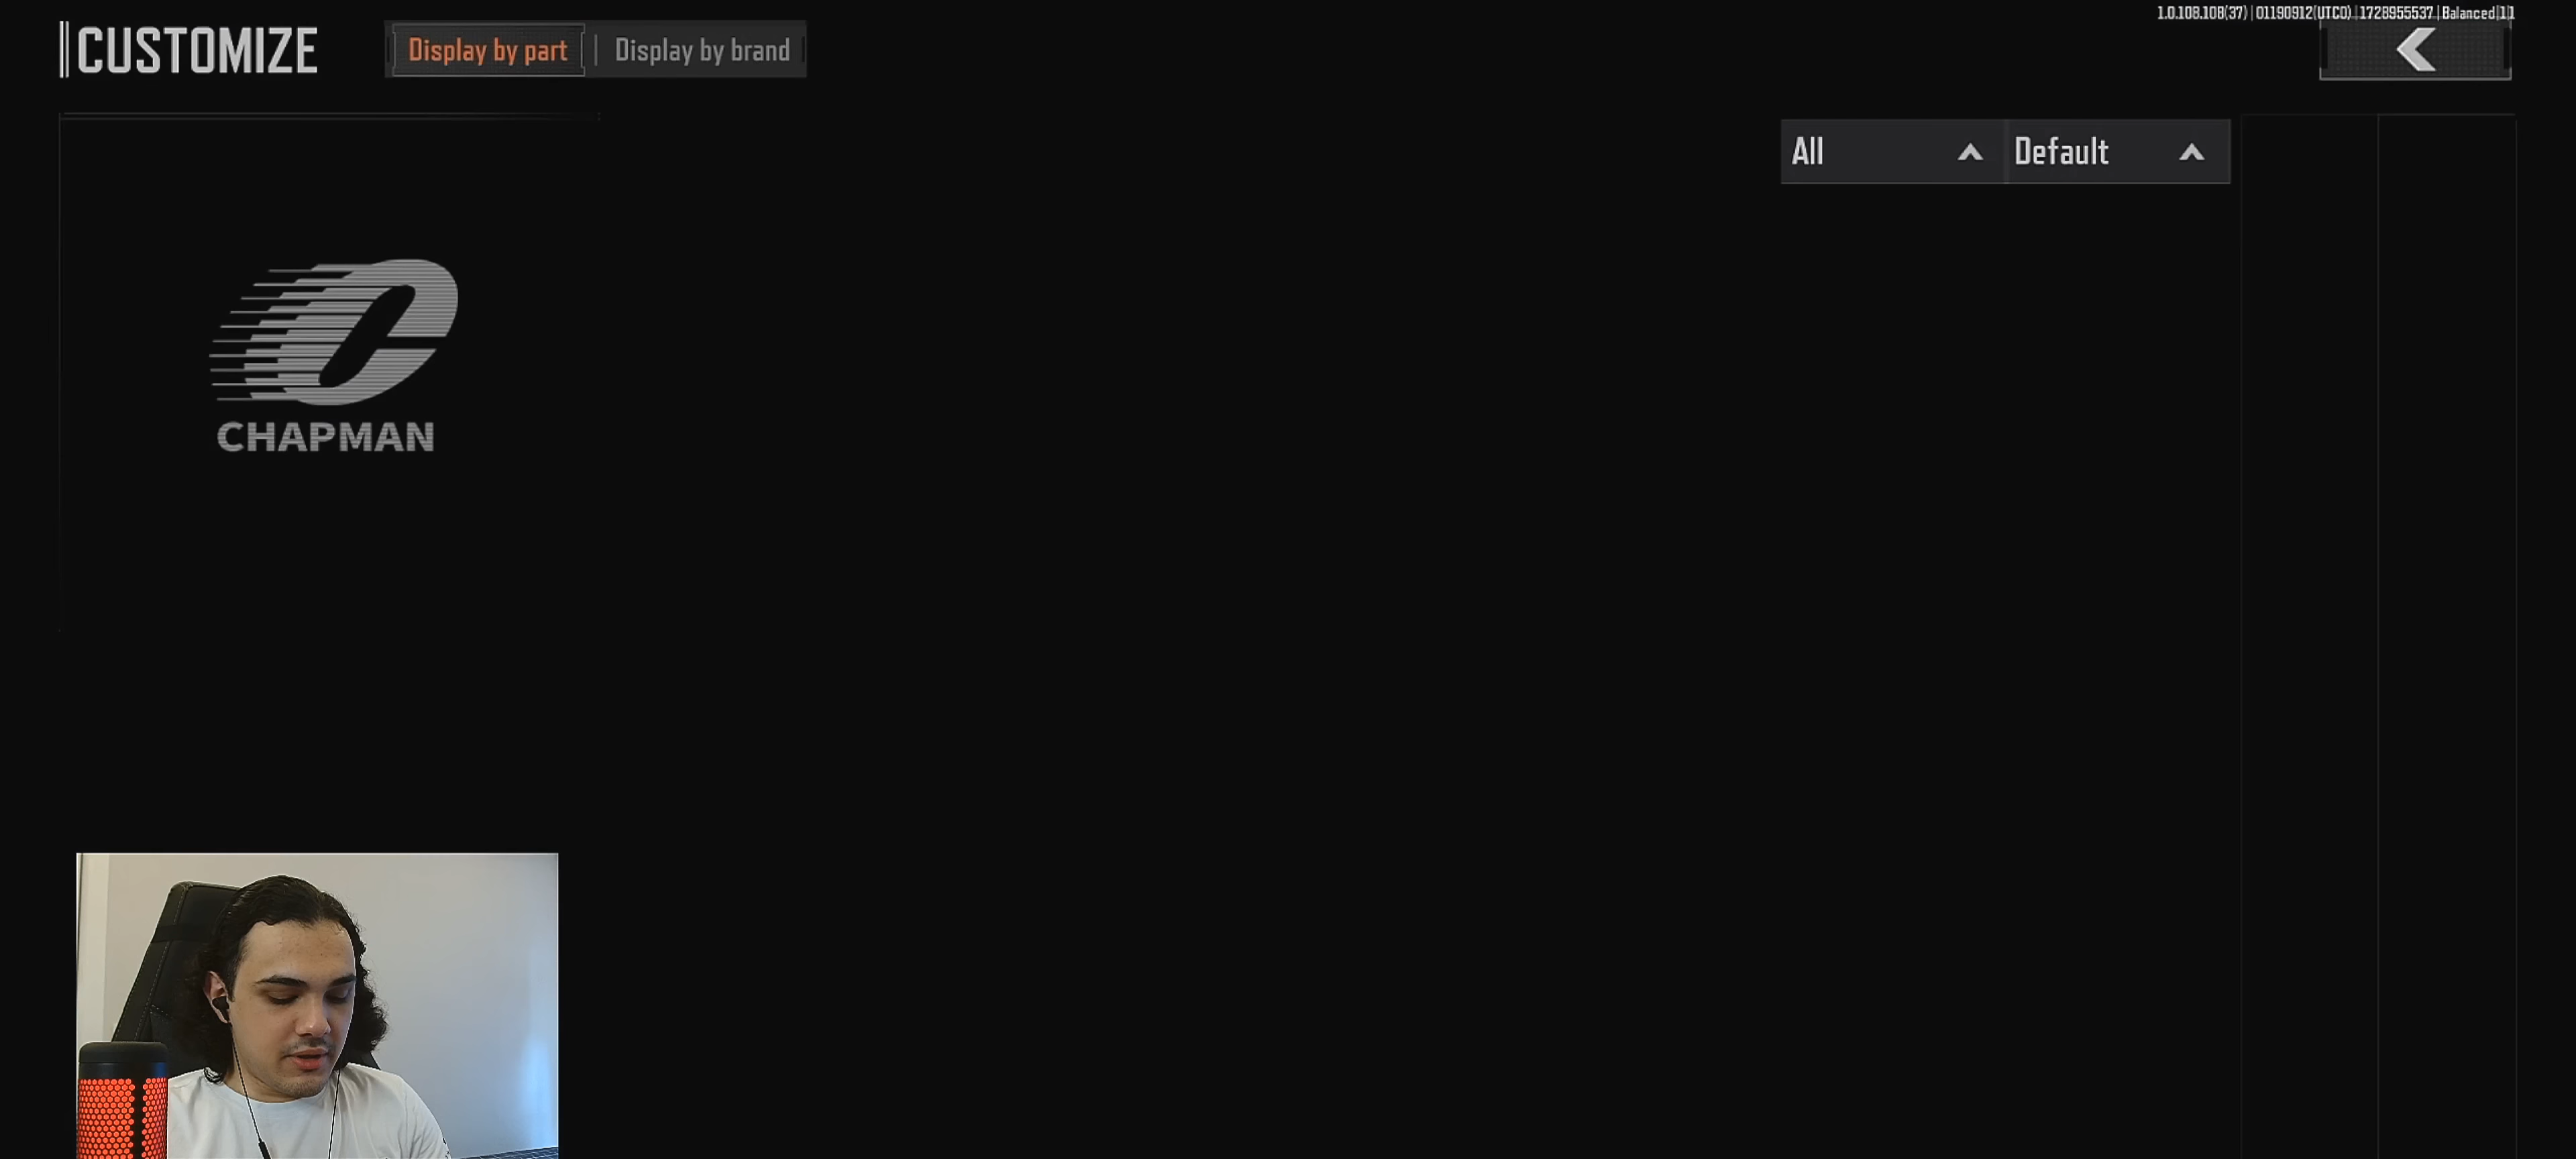 1.0.108.108(37) | 01190912(UTC0) | 1728955537 | Balanced|1|1
CUSTOMIZE
Display by part | Display by brand
All
Default
CHAPMAN